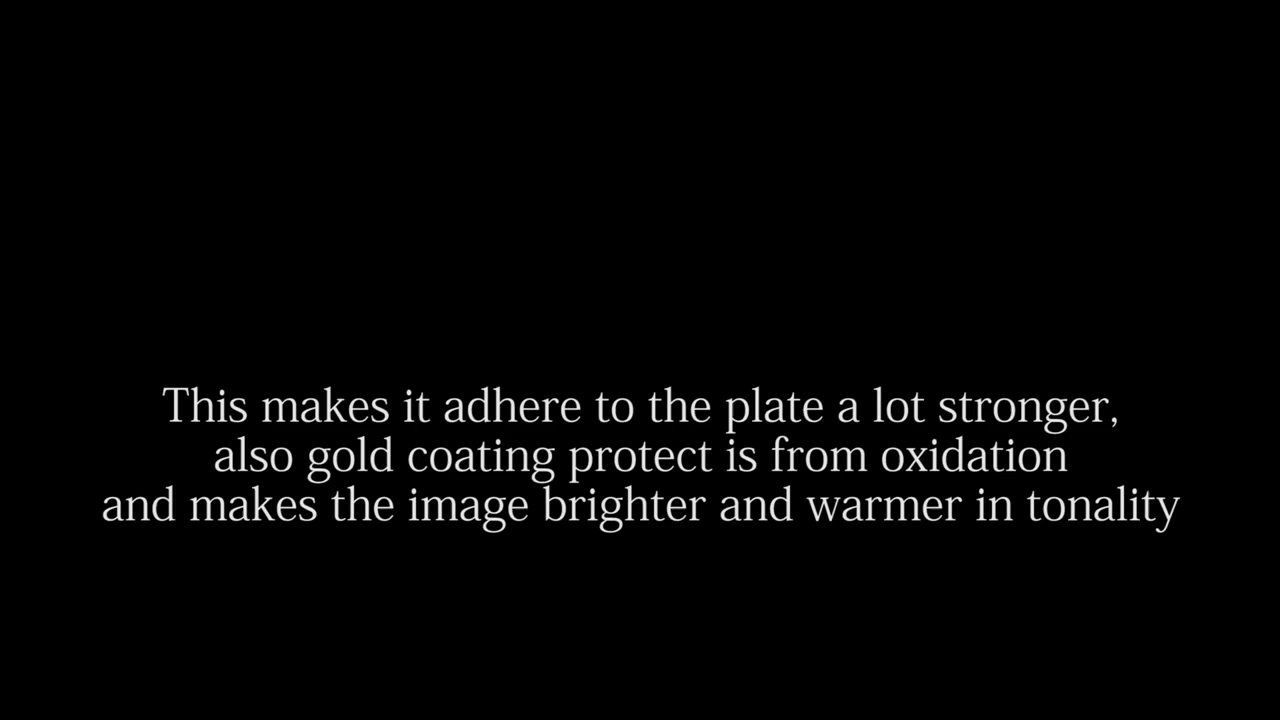 This makes it adhere to the plate a lot stronger,
also gold coating protect is from oxidation
and makes the image brighter and warmer in tonality